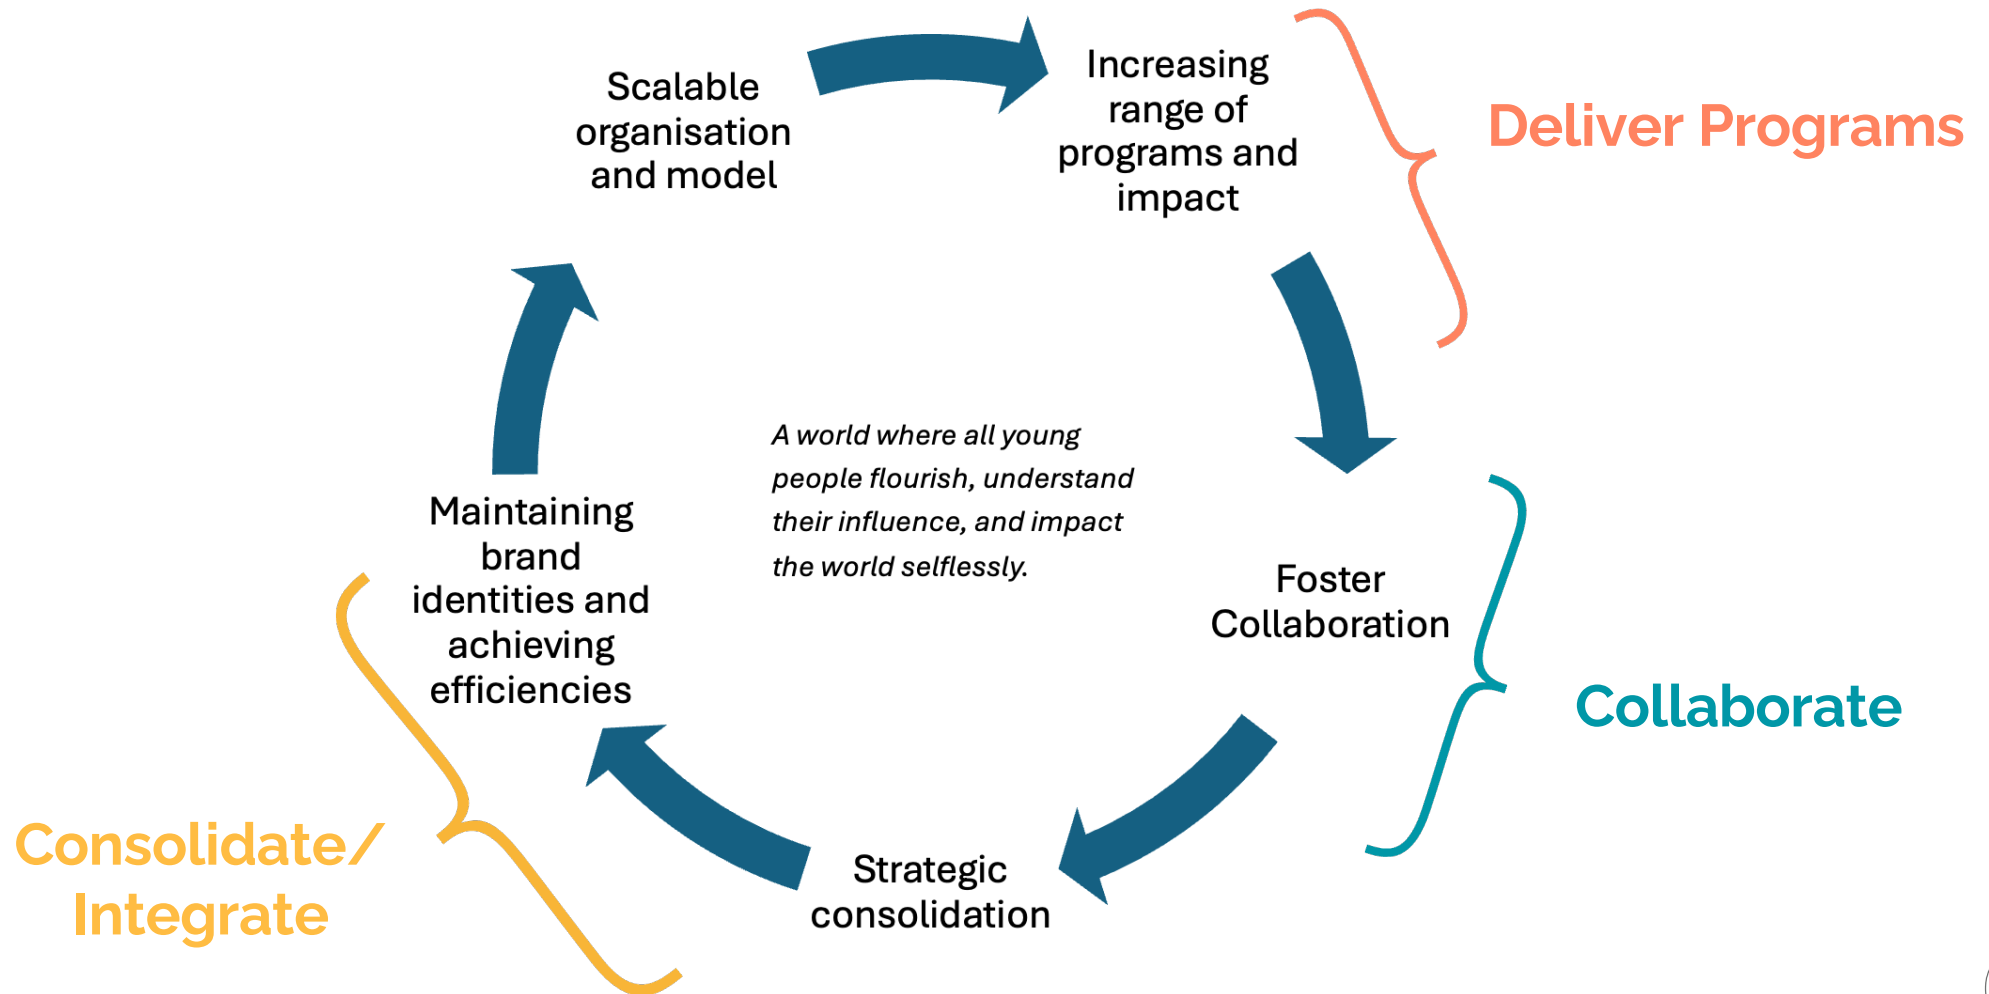 Scalable
organisation
and model
Increasing
range of
programs and
impact
Deliver Programs
A world where all young
people flourish, understand
their influence, and impact
the world selflessly.
Maintaining
brand
identities and
achieving
efficiencies
Foster
Collaboration
Collaborate
Consolidate/
Integrate
Strategic
consolidation